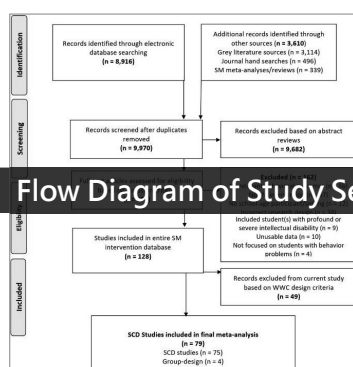 Identification
Records identified through electronic
database searching
(n = 8,916)
Additional records identified through
other sources (n = 3,610)
Grey literature sources (n = 3,114)
Journal hand searches (n = 496)
SM meta-analyses/reviews (n = 339)
Screening
Records screened after duplicates
removed
(n = 9,970)
Records excluded based on abstract
reviews
(n = 9,682)
Flow Diagram of Study Se
Eligibility
Included student(s) with profound or
severe intellectual disability (n = 9)
Unusable data (n = 10)
Not focused on students with behavior
problems (n = 4)
Studies included in entire SM
intervention database
(n = 128)
Included
Records excluded from current study
based on WWC design criteria
(n = 49)
SCD Studies included in final meta-analysis
(n = 79)
SCD studies (n = 75)
Group-design (n = 4)